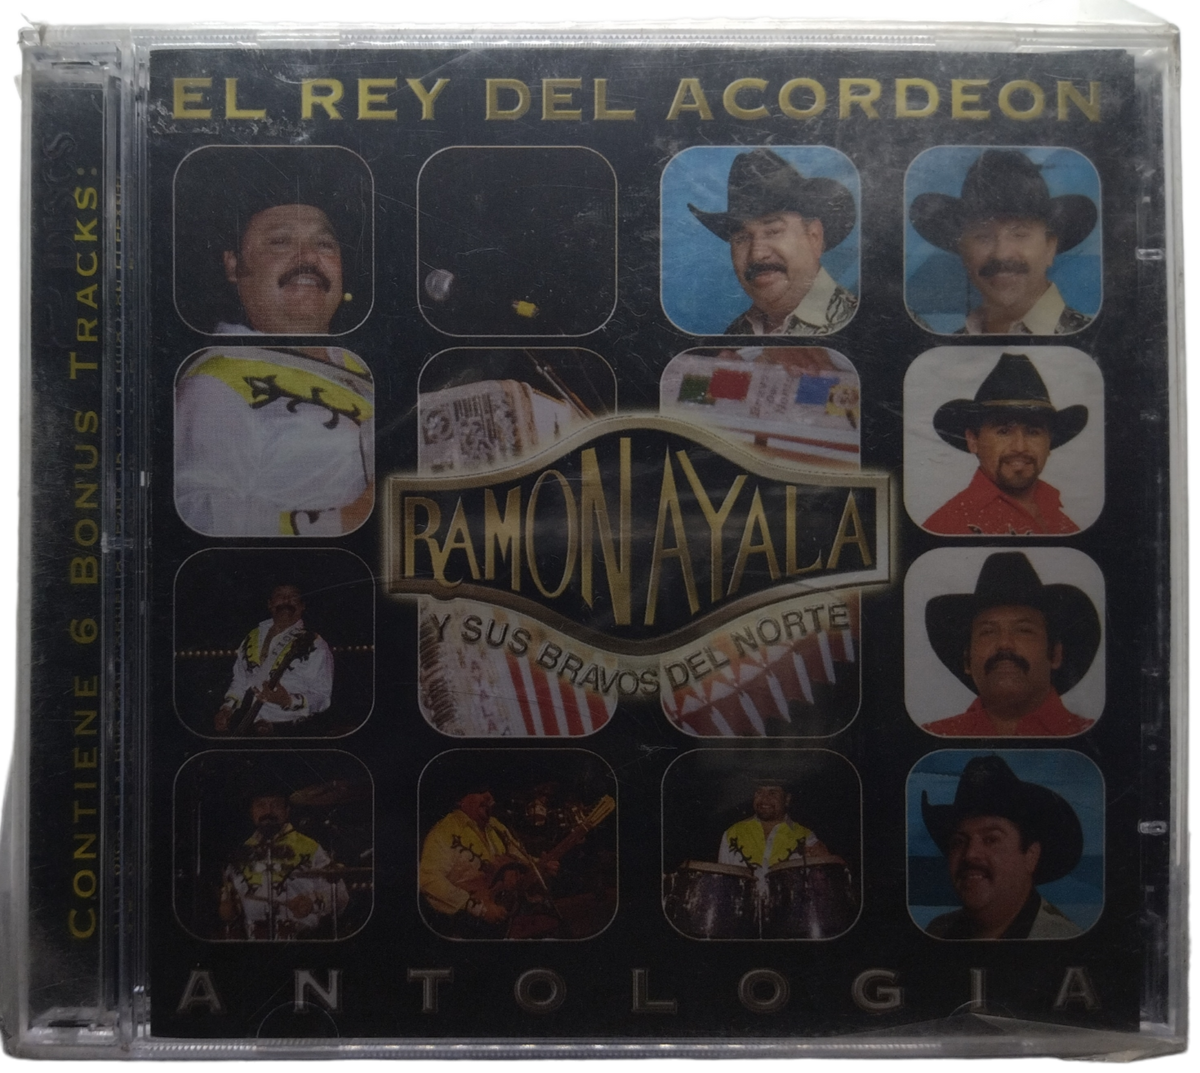 EL REY DEL ACORDEON
RAMON AYALA
Y SUS BRAVOS DEL NORTE
ANTOLOGIA
CONTIENE 6 BONUS TRACKS: